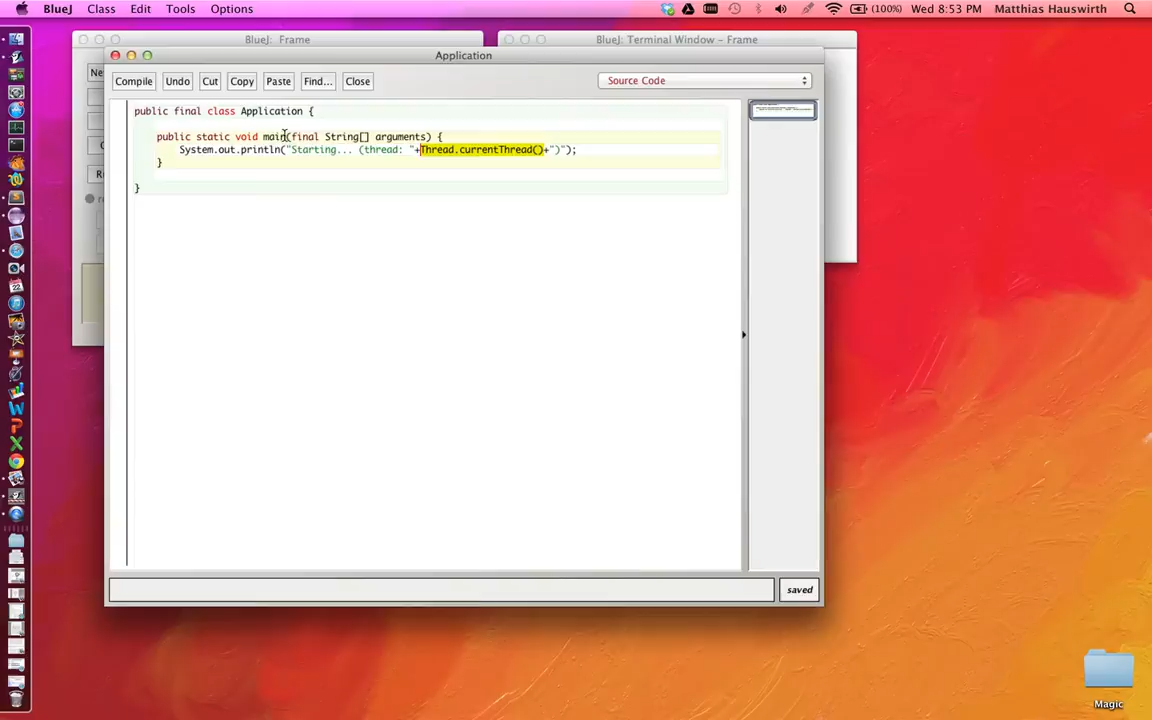 BlueJ Class Edit Tools Options (100%) Wed 8:53 PM Matthias Hauswirth
BlueJ: Frame
BlueJ: Terminal Window – Frame
Application
Ne
Compile Undo Cut Copy Paste Find... Close Source Code
public final class Application {
public static void main(final String[] arguments) {
System.out.println("Starting... (thread: "+Thread.currentThread()+")");
}
}
saved
Magic